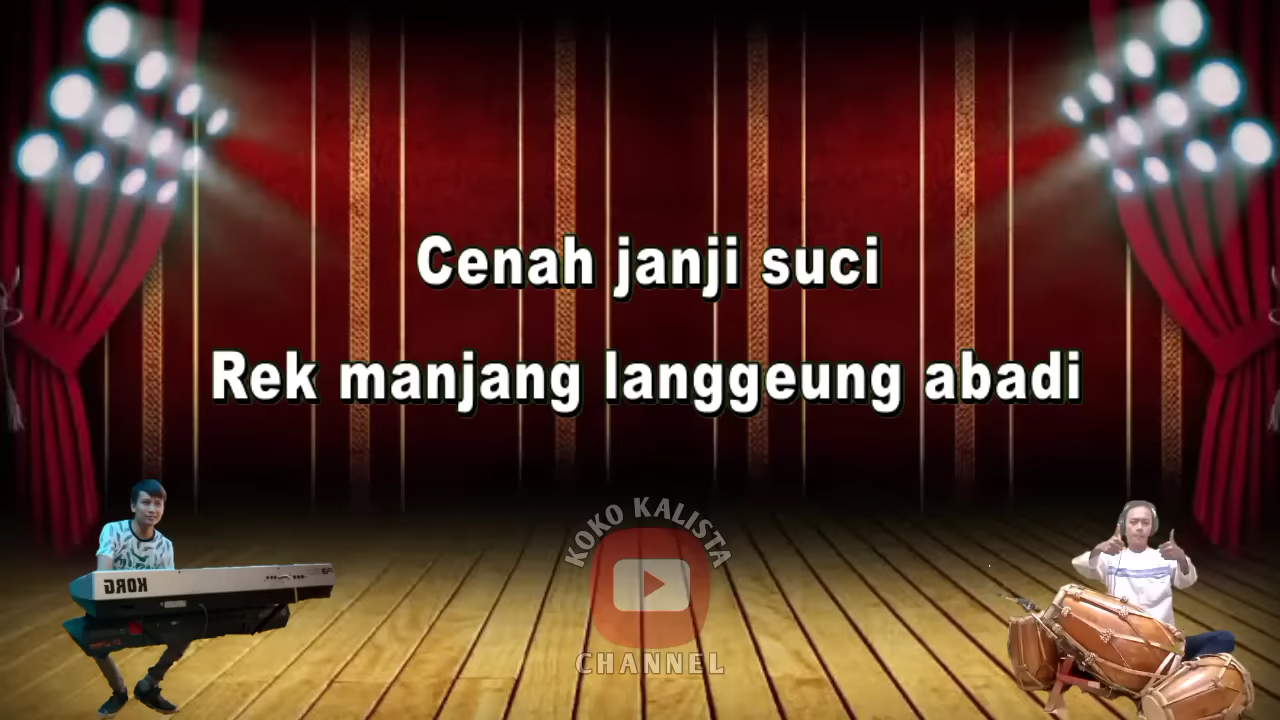 Cenah janji suci
Rek manjang langgeung abadi
KOKO KALISTA
CHANNEL
KORG